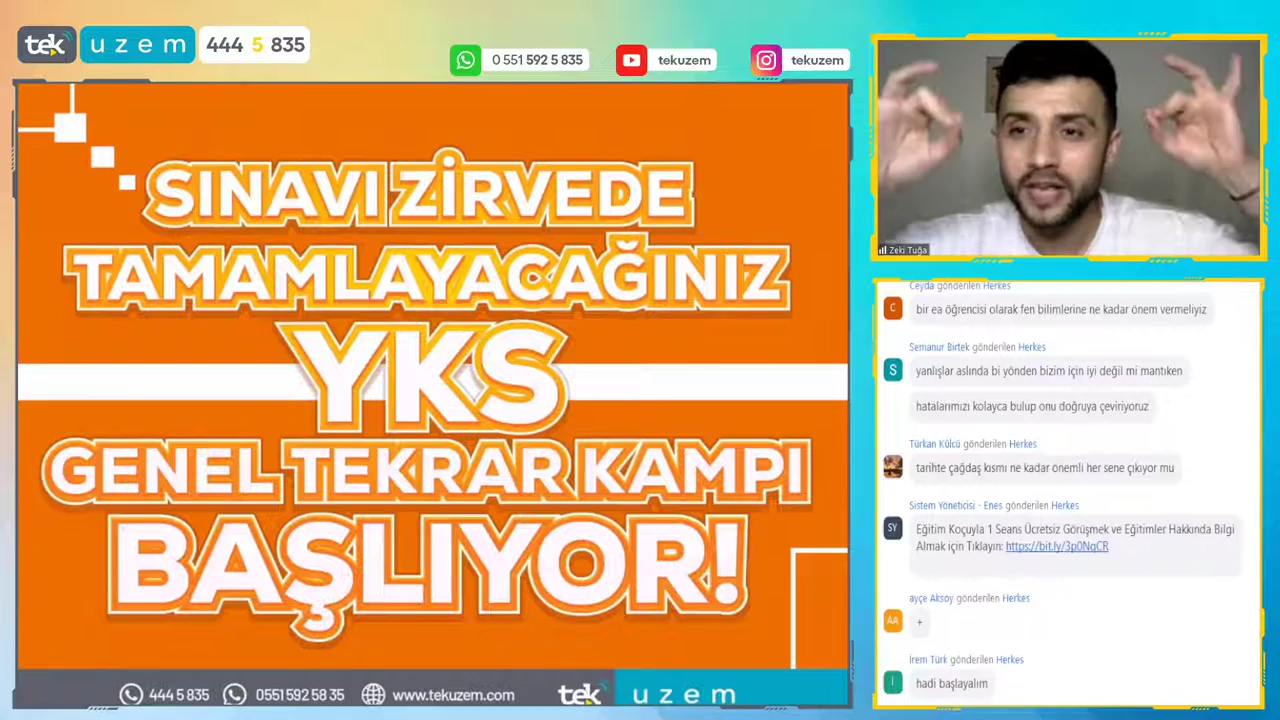 tek uzem 444 5 835
0 551 592 5 835
tekuzem
tekuzem
SINAVI ZİRVEDE
TAMAMLAYACAĞINIZ
YKS
GENEL TEKRAR KAMPI
BAŞLIYOR!
444 5 835
0551 592 58 35
www.tekuzem.com
tek uzem
Zeki Tuğa
Ceyda gönderilen Herkes
C
bir ea öğrencisi olarak fen bilimlerine ne kadar önem vermeliyiz
Semanur Birtek gönderilen Herkes
S
yanlışlar aslında bi yönden bizim için iyi değil mi mantıken
hatalarımızı kolayca bulup onu doğruya çeviriyoruz
Türkan Külcü gönderilen Herkes
tarihte çağdaş kısmı ne kadar önemli her sene çıkıyor mu
Sistem Yöneticisi - Enes gönderilen Herkes
SY
Eğitim Koçuyla 1 Seans Ücretsiz Görüşmek ve Eğitimler Hakkında Bilgi
Almak için Tıklayın: https://bit.ly/3p0NqCR
ayçe Aksoy gönderilen Herkes
AA
+
İrem Türk gönderilen Herkes
İ
hadi başlayalım